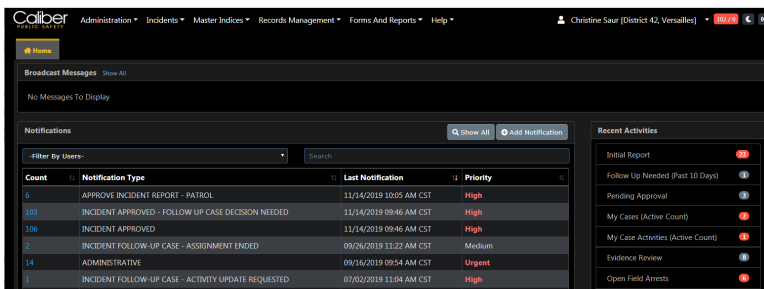 Caliber
PUBLIC SAFETY
Administration Incidents Master Indices Records Management Forms And Reports Help
Christine Saur [District 42, Versailles] 102 / 0
Home
Broadcast Messages Show All
No Messages To Display
Notifications Show All Add Notification
-Filter By Users- Search
Count Notification Type Last Notification Priority
6 APPROVE INCIDENT REPORT - PATROL 11/14/2019 10:05 AM CST High
103 INCIDENT APPROVED - FOLLOW UP CASE DECISION NEEDED 11/14/2019 09:46 AM CST High
106 INCIDENT APPROVED 11/14/2019 09:46 AM CST High
2 INCIDENT FOLLOW-UP CASE - ASSIGNMENT ENDED 09/26/2019 11:22 AM CST Medium
14 ADMINISTRATIVE 09/16/2019 09:54 AM CST Urgent
1 INCIDENT FOLLOW-UP CASE - ACTIVITY UPDATE REQUESTED 07/02/2019 11:04 AM CST High
Recent Activities
Initial Report 23
Follow Up Needed (Past 10 Days) 1
Pending Approval 3
My Cases (Active Count) 2
My Case Activities (Active Count) 1
Evidence Review 8
Open Field Arrests 6